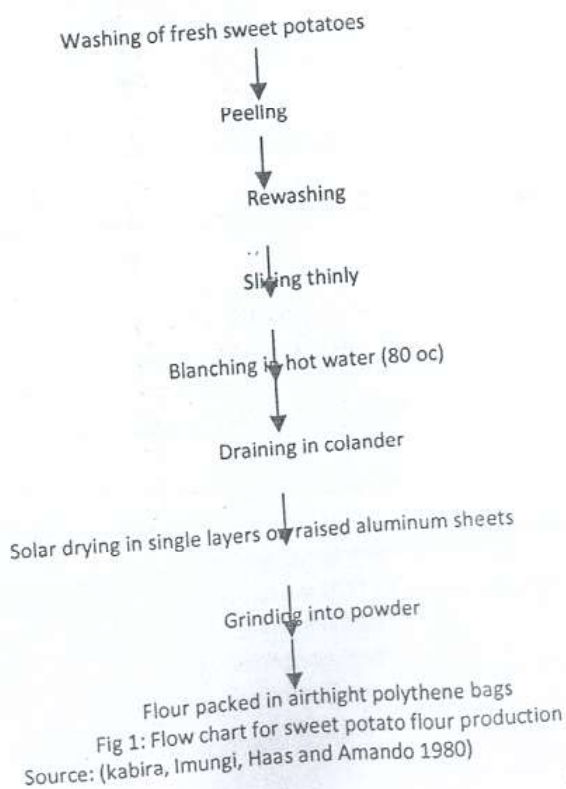 Washing of fresh sweet potatoes
Peeling
Rewashing
Slicing thinly
Blanching in hot water (80 oc)
Draining in colander
Solar drying in single layers on raised aluminum sheets
Grinding into powder
Flour packed in airthight polythene bags
Fig 1: Flow chart for sweet potato flour production
Source: (kabira, Imungi, Haas and Amando 1980)